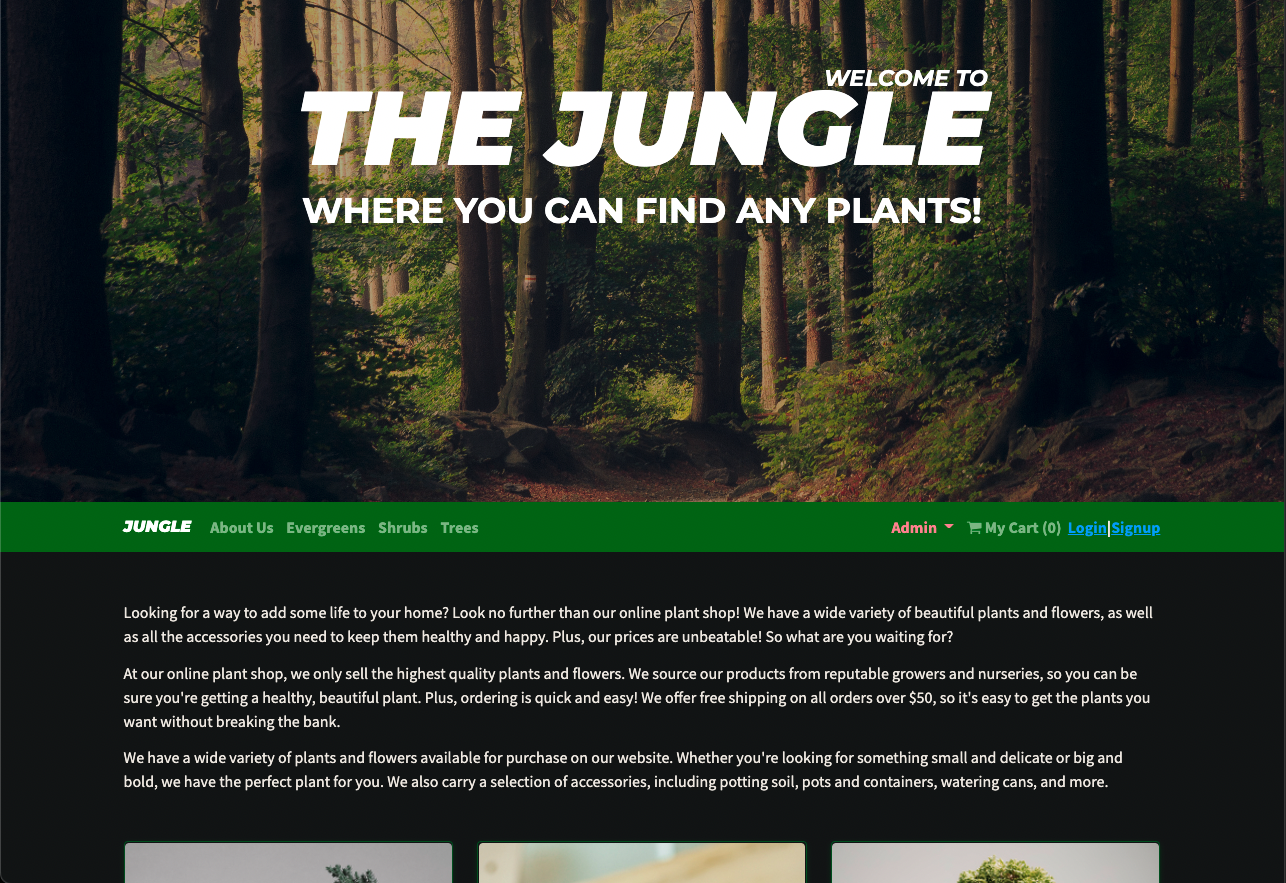 WELCOME TO
THE JUNGLE
WHERE YOU CAN FIND ANY PLANTS!
JUNGLE About Us Evergreens Shrubs Trees Admin My Cart (0) Login|Signup
Looking for a way to add some life to your home? Look no further than our online plant shop! We have a wide variety of beautiful plants and flowers, as well
as all the accessories you need to keep them healthy and happy. Plus, our prices are unbeatable! So what are you waiting for?
At our online plant shop, we only sell the highest quality plants and flowers. We source our products from reputable growers and nurseries, so you can be
sure you're getting a healthy, beautiful plant. Plus, ordering is quick and easy! We offer free shipping on all orders over $50, so it's easy to get the plants you
want without breaking the bank.
We have a wide variety of plants and flowers available for purchase on our website. Whether you're looking for something small and delicate or big and
bold, we have the perfect plant for you. We also carry a selection of accessories, including potting soil, pots and containers, watering cans, and more.